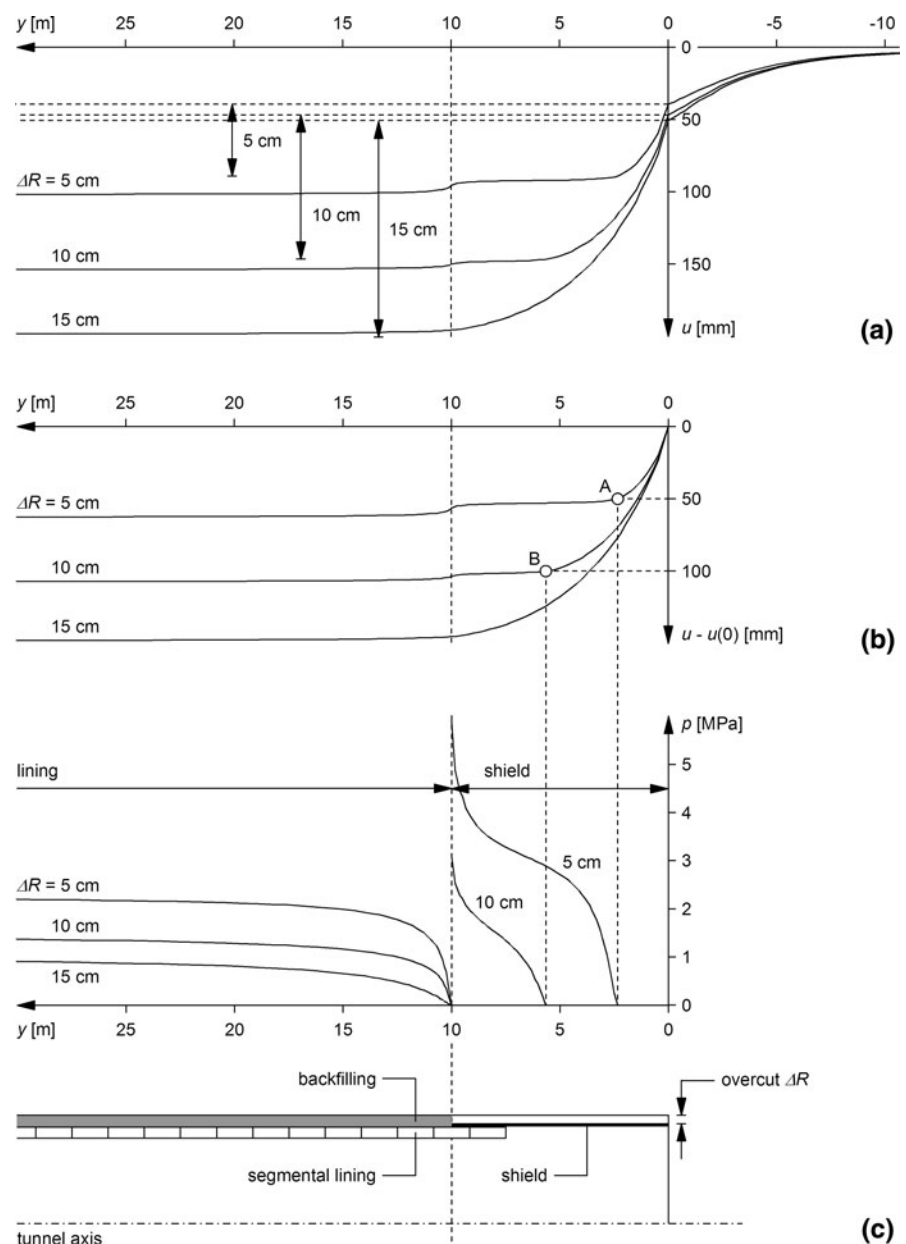 y [m] 25 20 15 10 5 0 -5 -10
0
50
5 cm
ΔR = 5 cm
100
10 cm
15 cm
10 cm
150
15 cm
u [mm]
(a)
y [m] 25 20 15 10 5 0
0
A
50
ΔR = 5 cm
B
10 cm
100
15 cm
u - u(0) [mm]
(b)
p [MPa]
5
lining
shield
4
3
5 cm
ΔR = 5 cm
10 cm
2
10 cm
1
15 cm
0
y [m] 25 20 15 10 5 0
backfilling
overcut ΔR
segmental lining
shield
tunnel axis
(c)